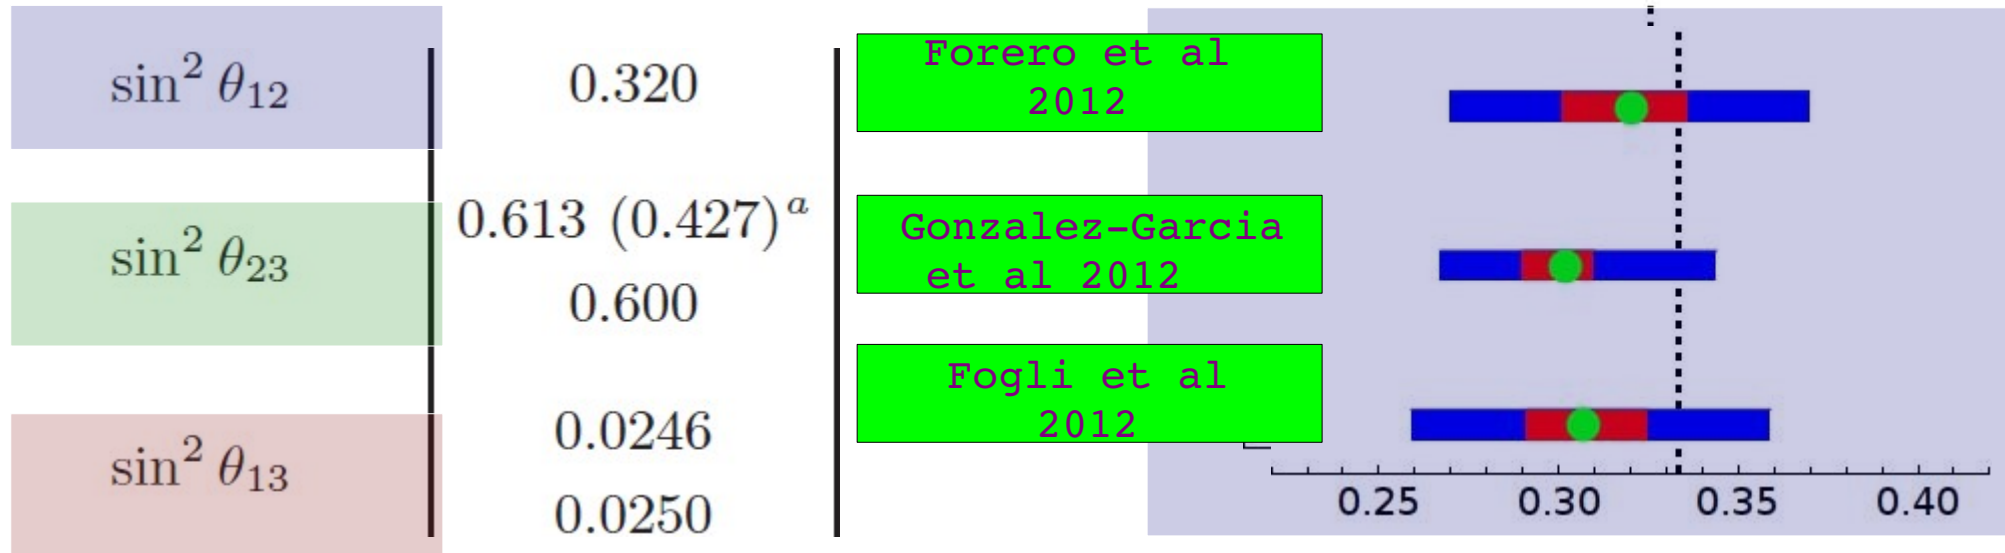 sin² θ₁₂
0.320
sin² θ₂₃
0.613 (0.427)ᵃ
0.600
sin² θ₁₃
0.0246
0.0250
Forero et al
2012
Gonzalez-Garcia
et al 2012
Fogli et al
2012
0.25 0.30 0.35 0.40